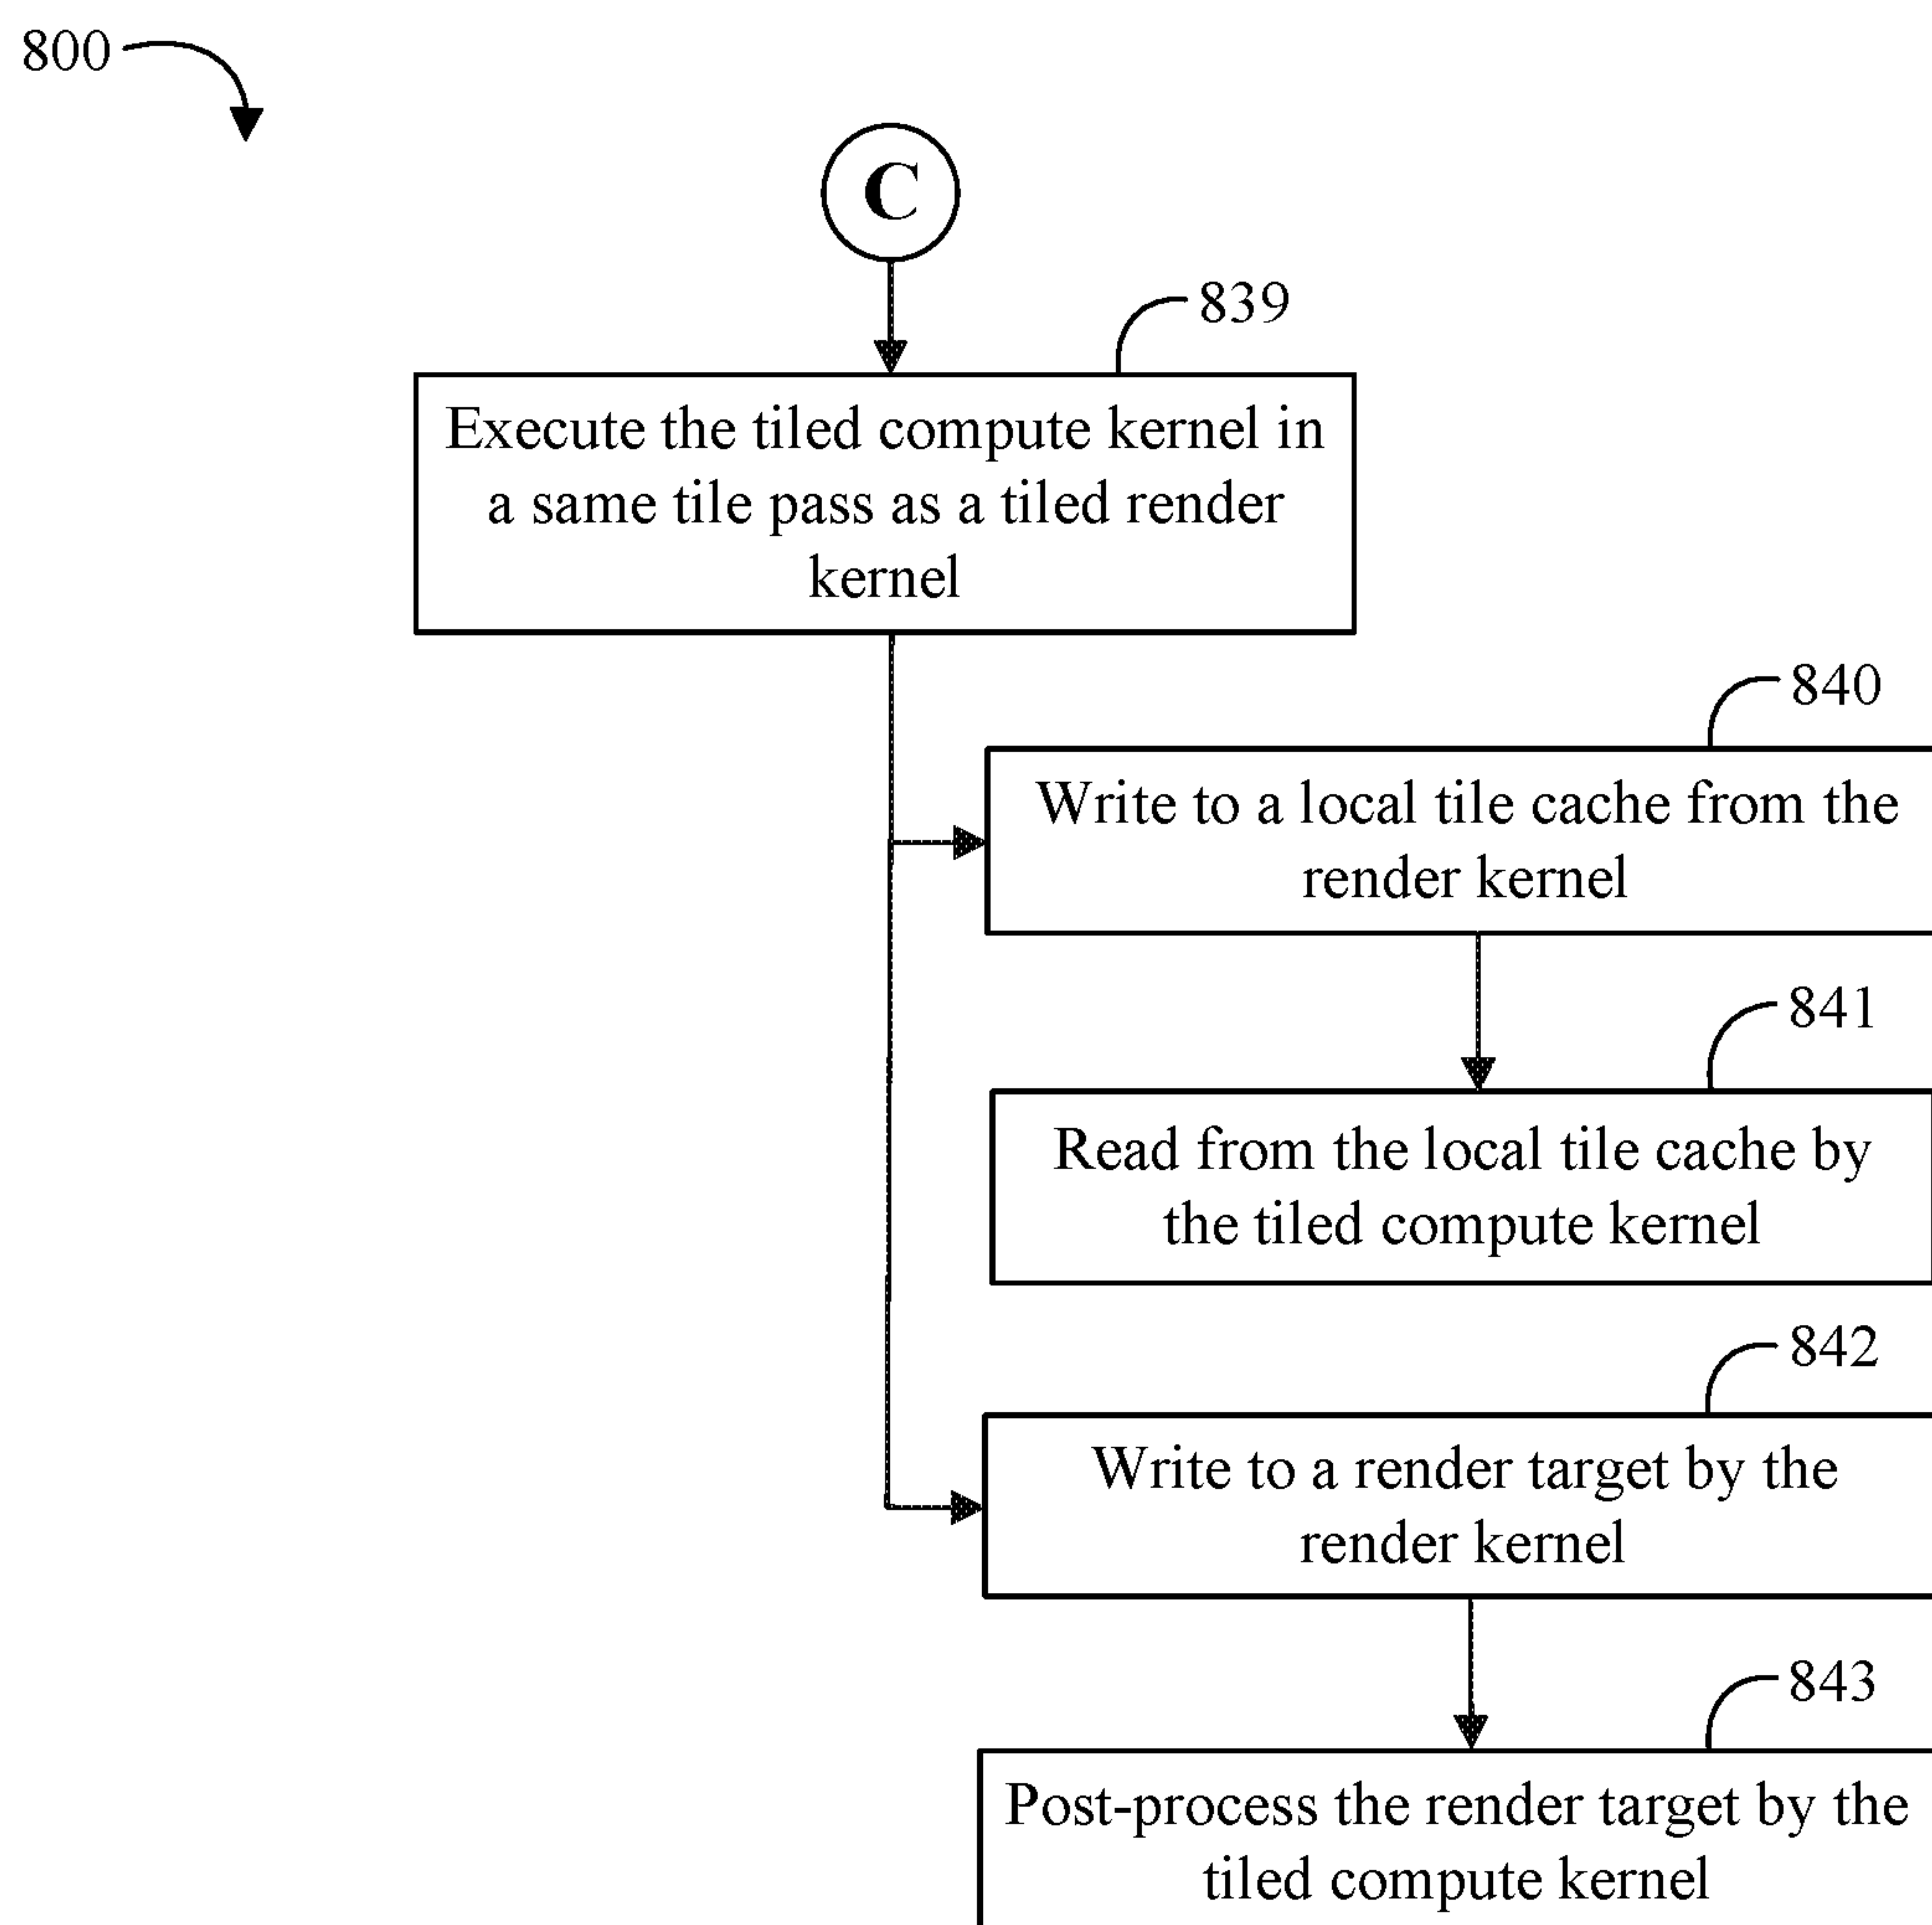 800
C
839
Execute the tiled compute kernel in
a same tile pass as a tiled render
kernel
840
Write to a local tile cache from the
render kernel
841
Read from the local tile cache by
the tiled compute kernel
842
Write to a render target by the
render kernel
843
Post-process the render target by the
tiled compute kernel